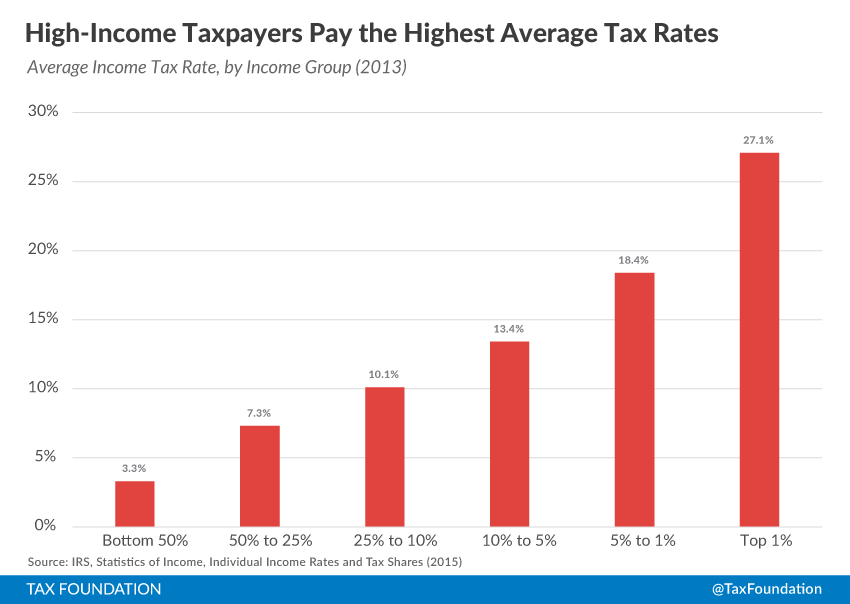 High-Income Taxpayers Pay the Highest Average Tax Rates
Average Income Tax Rate, by Income Group (2013)
30%
27.1%
25%
20%
18.4%
15%
13.4%
10.1%
10%
7.3%
5%
3.3%
0%
Bottom 50% 50% to 25% 25% to 10% 10% to 5% 5% to 1% Top 1%
Source: IRS, Statistics of Income, Individual Income Rates and Tax Shares (2015)
TAX FOUNDATION @TaxFoundation